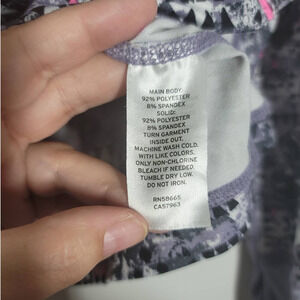 MAIN BODY:
92% POLYESTER
8% SPANDEX
SOLID:
92% POLYESTER
8% SPANDEX
TURN GARMENT
INSIDE OUT.
MACHINE WASH COLD.
WITH LIKE COLORS.
ONLY NON-CHLORINE
BLEACH IF NEEDED.
TUMBLE DRY LOW.
DO NOT IRON.
RN58665
CA57963